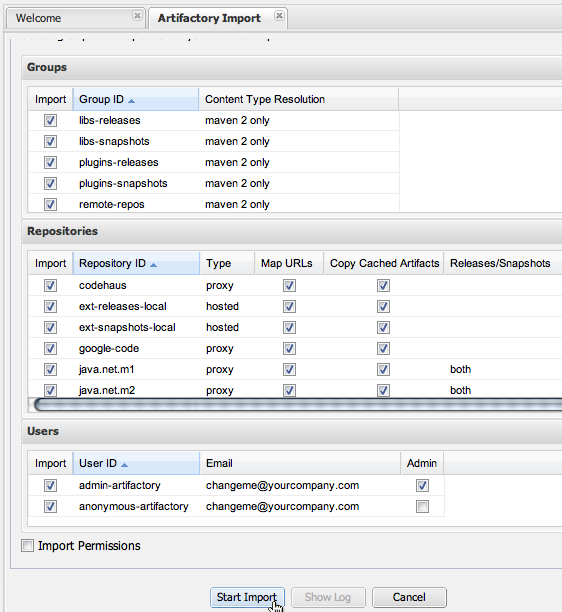 Welcome
Artifactory Import
Groups
Import Group ID Content Type Resolution
libs-releases maven 2 only
libs-snapshots maven 2 only
plugins-releases maven 2 only
plugins-snapshots maven 2 only
remote-repos maven 2 only
Repositories
Import Repository ID Type Map URLs Copy Cached Artifacts Releases/Snapshots
codehaus proxy
ext-releases-local hosted
ext-snapshots-local hosted
google-code proxy
java.net.m1 proxy both
java.net.m2 proxy both
Users
Import User ID Email Admin
admin-artifactory changeme@yourcompany.com
anonymous-artifactory changeme@yourcompany.com
Import Permissions
Start Import Show Log Cancel